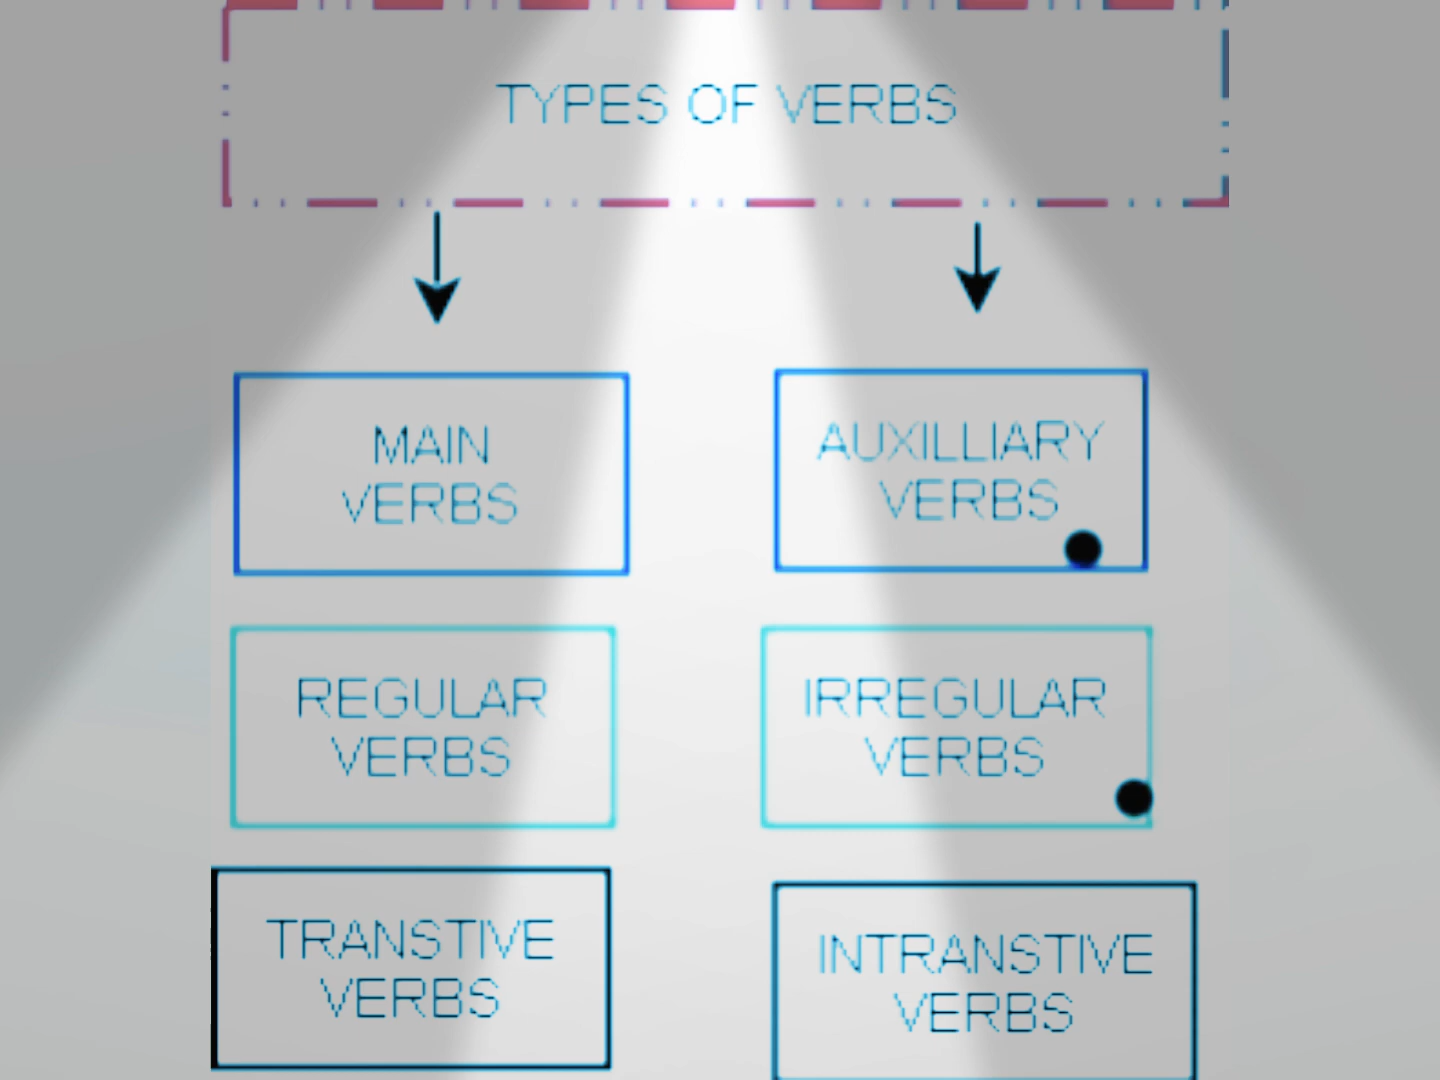 TYPES OF VERBS
MAIN
VERBS
AUXILLIARY
VERBS
REGULAR
VERBS
IRREGULAR
VERBS
TRANSTIVE
VERBS
INTRANSTIVE
VERBS